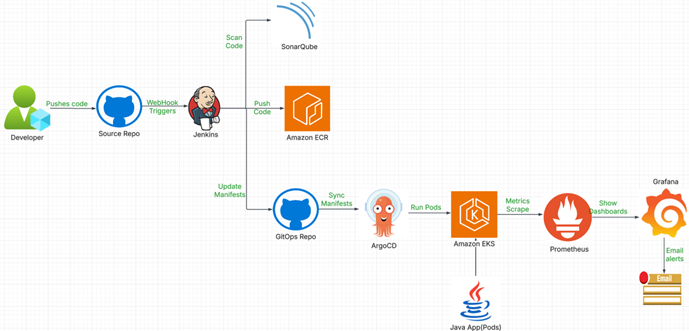 Scan
Code
SonarQube
Pushes code
WebHook
Triggers
Push
Code
Developer
Source Repo
Jenkins
Amazon ECR
Update
Manifests
Sync
Manifests
Run Pods
Metrics
Scrape
Show
Dashboards
Grafana
GitOps Repo
ArgoCD
Amazon EKS
Prometheus
Email
alerts
Email
Java
Java App(Pods)